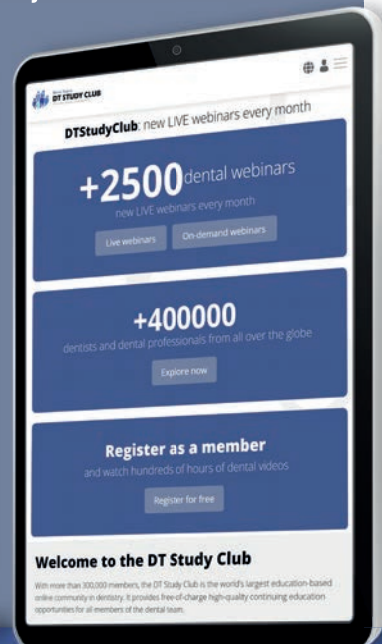 DT STUDY CLUB
DTStudyClub: new LIVE webinars every month
+2500 dental webinars
new LIVE webinars every month
Live webinars
On-demand webinars
+400000
dentists and dental professionals from all over the globe
Explore now
Register as a member
and watch hundreds of hours of dental videos
Register for free
Welcome to the DT Study Club
With more than 300,000 members, the DT Study Club is the world's largest education-based
online community in dentistry. It provides free-of-charge high-quality continuing education
opportunities for all members of the dental team.